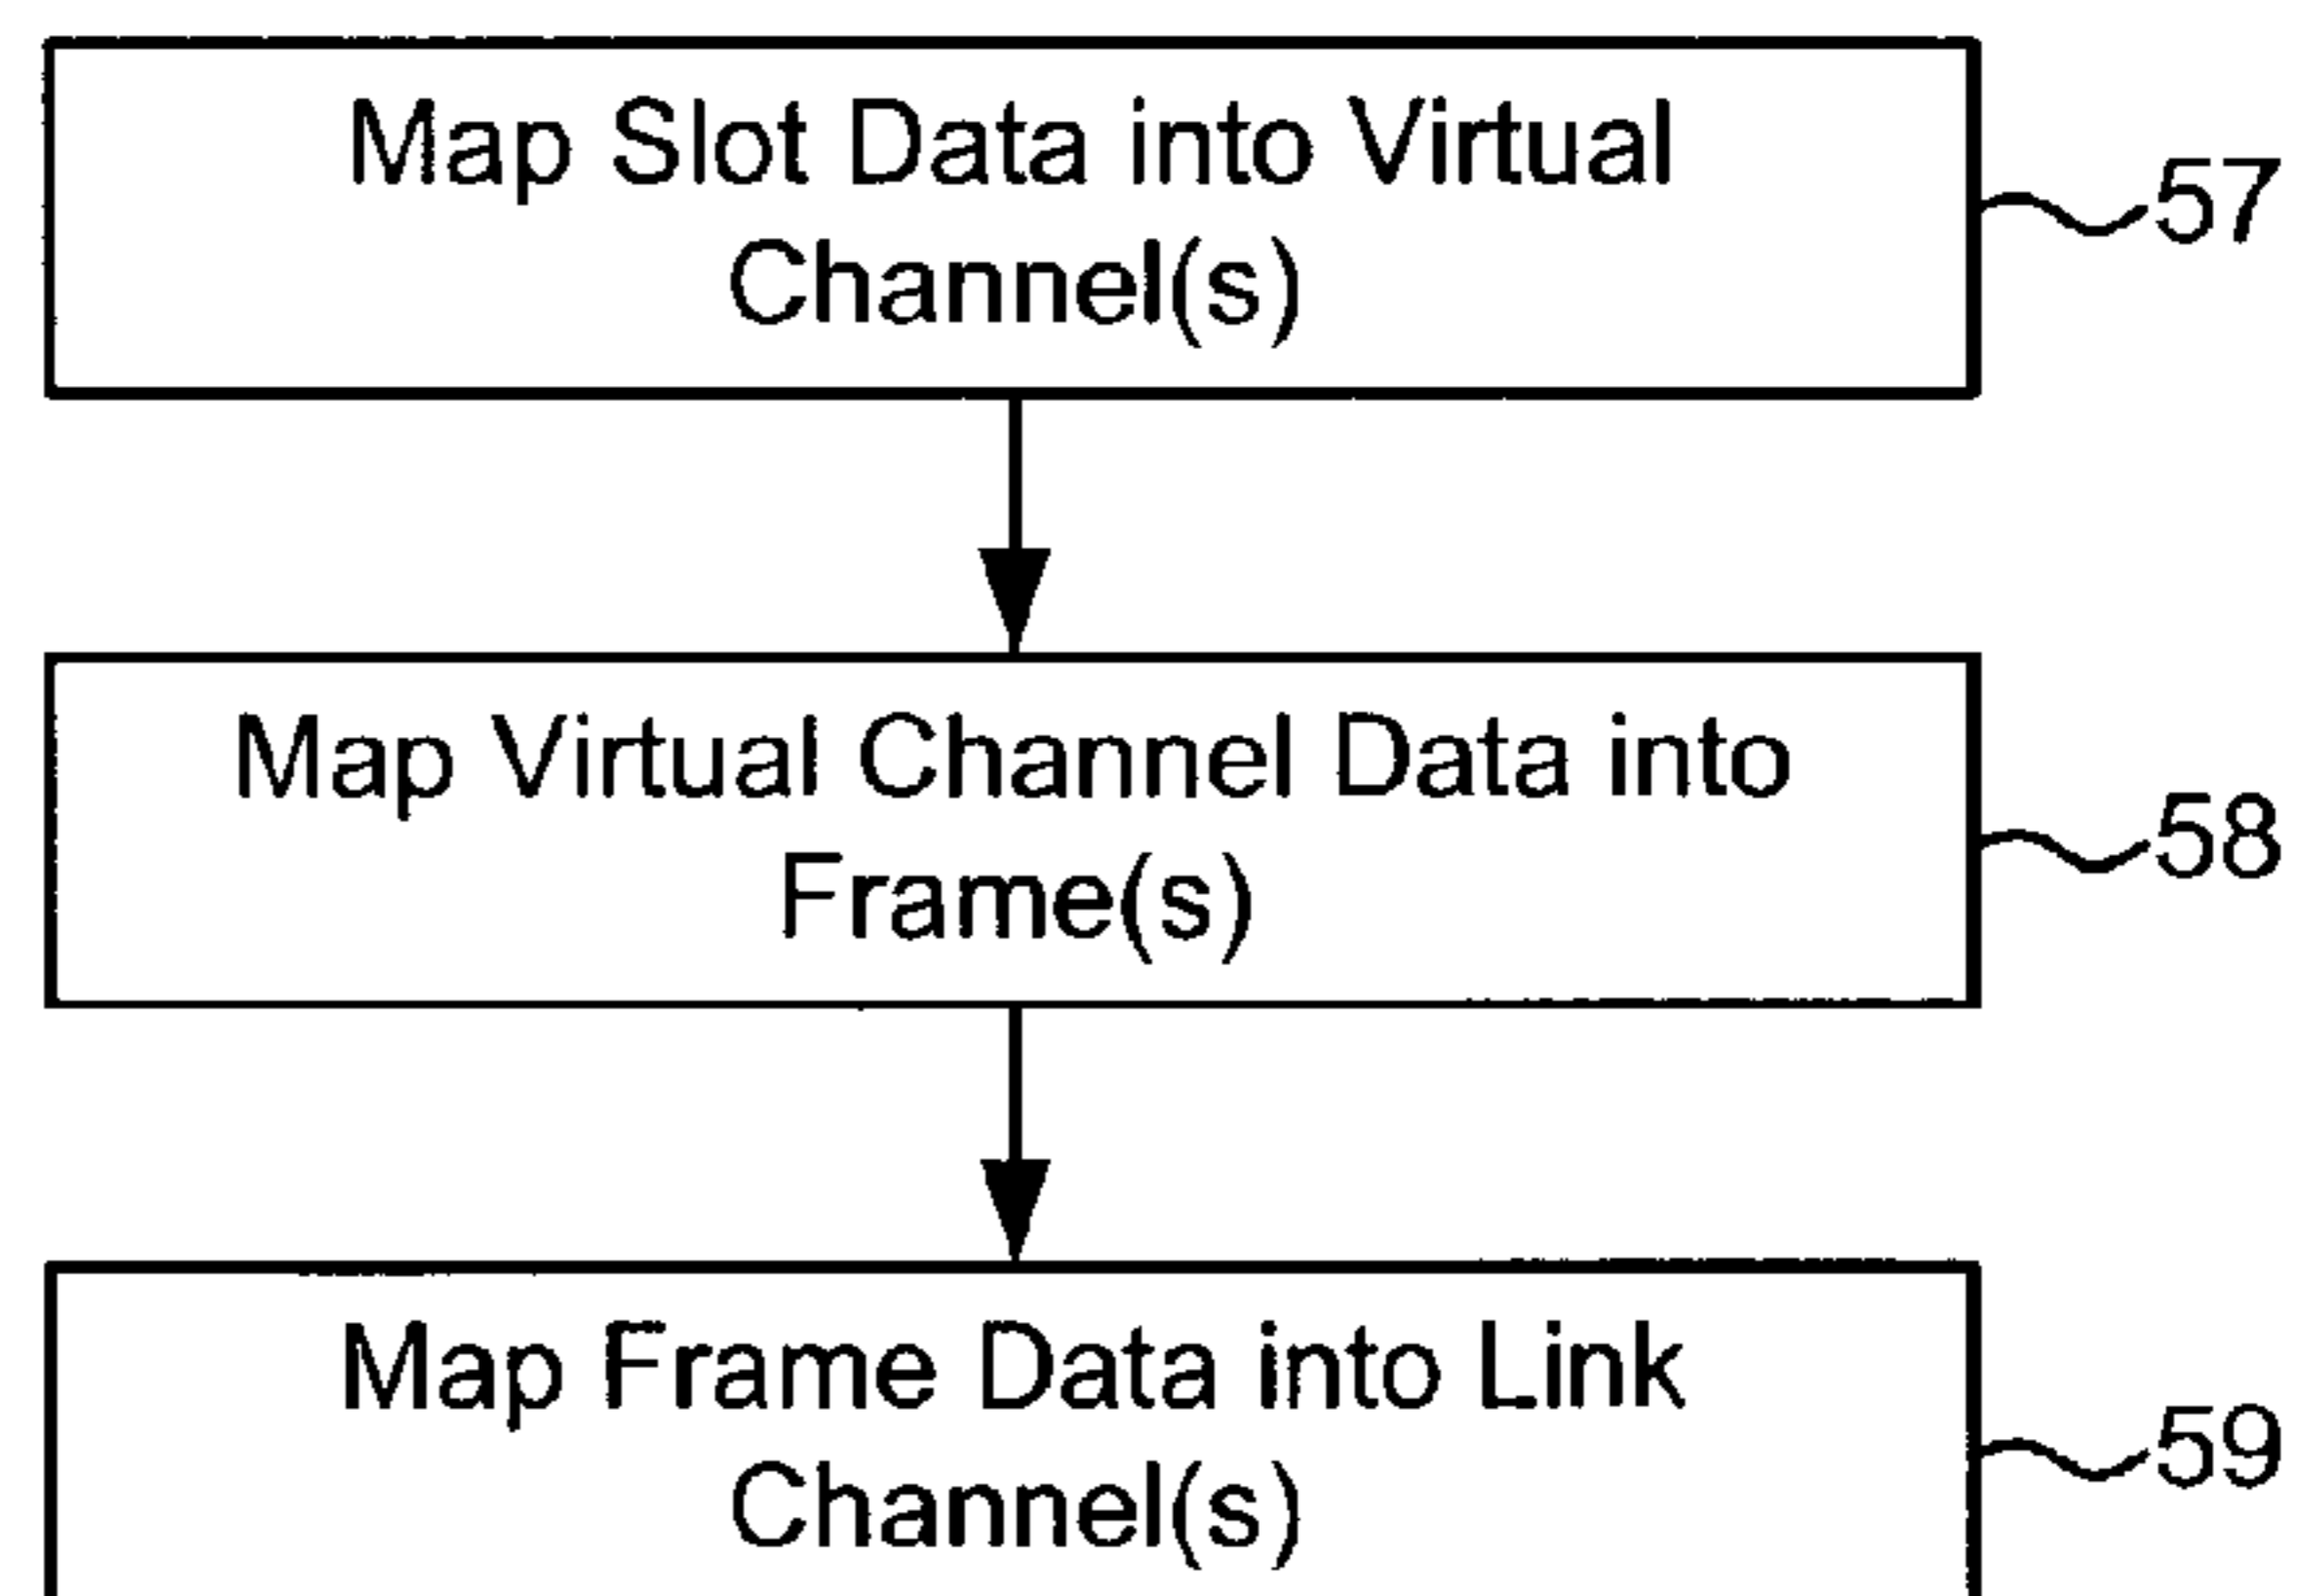 Map Slot Data into Virtual
Channel(s)
57
Map Virtual Channel Data into
Frame(s)
58
Map Frame Data into Link
Channel(s)
59